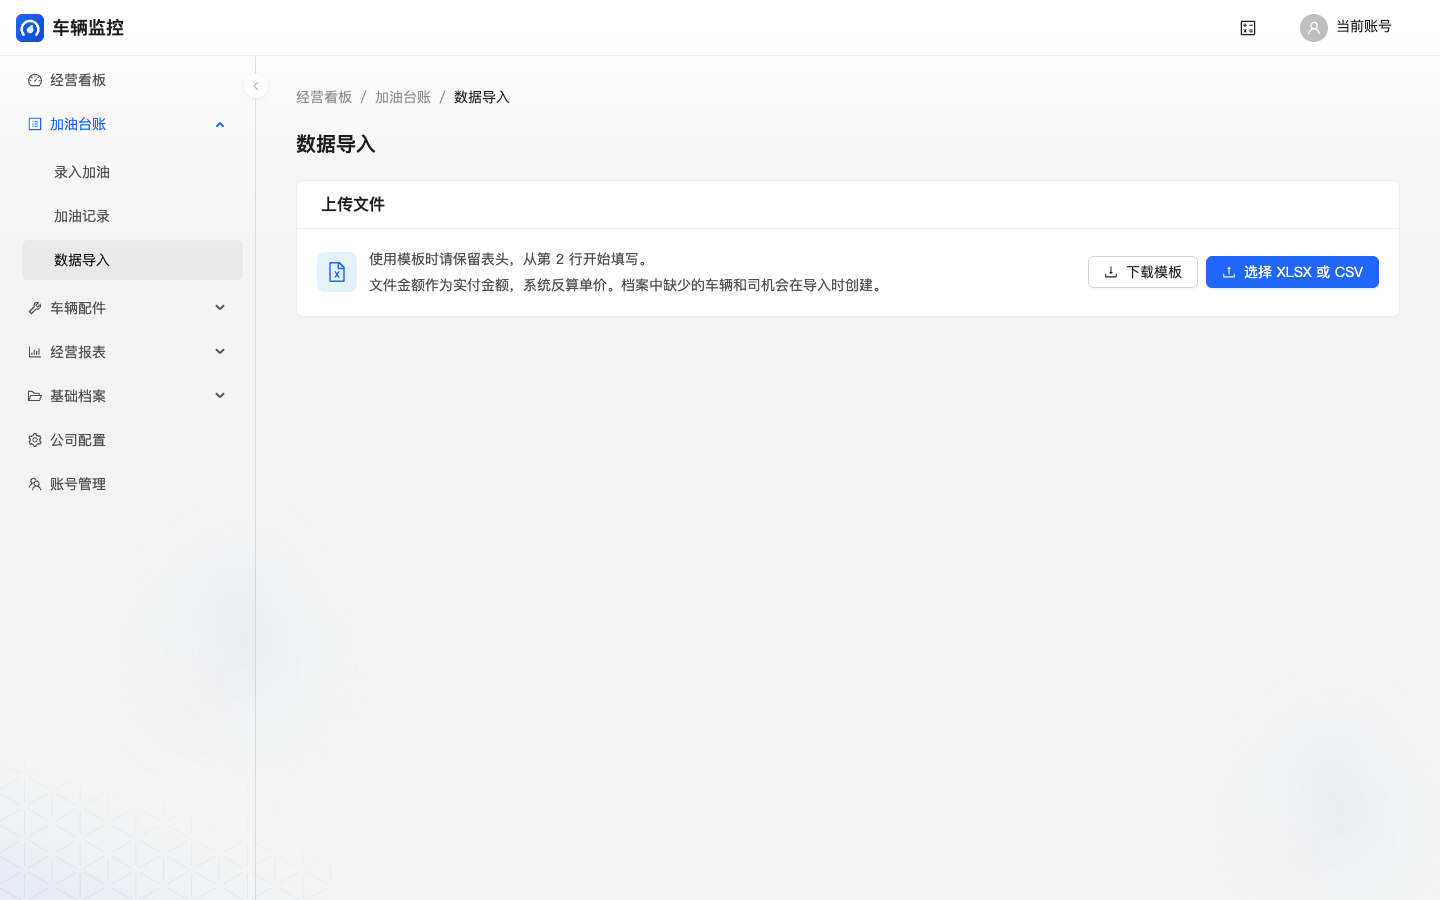 车辆监控
当前账号
经营看板
加油台账
录入加油
加油记录
数据导入
车辆配件
经营报表
基础档案
公司配置
账号管理
经营看板 / 加油台账 / 数据导入
数据导入
上传文件
使用模板时请保留表头，从第 2 行开始填写。
文件金额作为实付金额，系统反算单价。档案中缺少的车辆和司机会在导入时创建。
下载模板
选择 XLSX 或 CSV